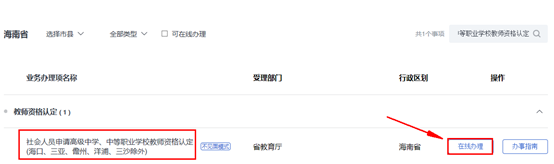 海南省 选择市县 全部类型 可在线办理 共1个事项 等职业学校教师资格认定
业务办理项名称 受理部门 行政区划 操作
教师资格认定 (1)
社会人员申请高级中学、中等职业学校教师资格认定 不见面模式 省教育厅 海南省 在线办理 办事指南
(海口、三亚、儋州、洋浦、三沙除外)